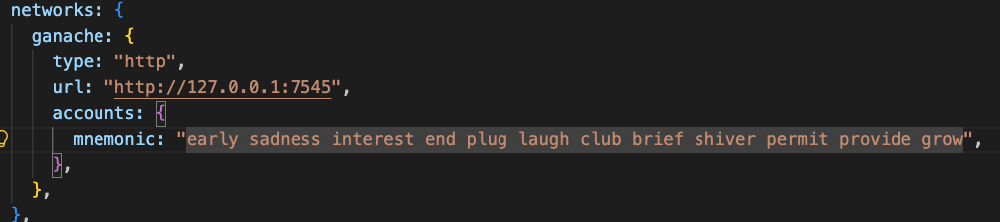 networks: {
ganache: {
type: "http",
url: "http://127.0.0.1:7545",
accounts: {
mnemonic: "early sadness interest end plug laugh club brief shiver permit provide grow",
},
},
},